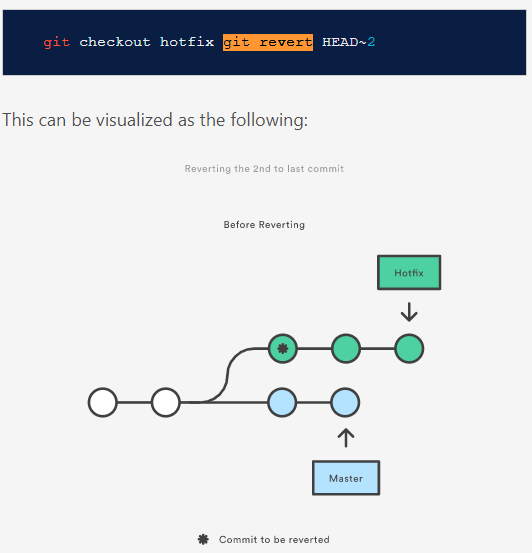 git checkout hotfix git revert HEAD~2
This can be visualized as the following:
Reverting the 2nd to last commit
Before Reverting
Hotfix
Master
Commit to be reverted